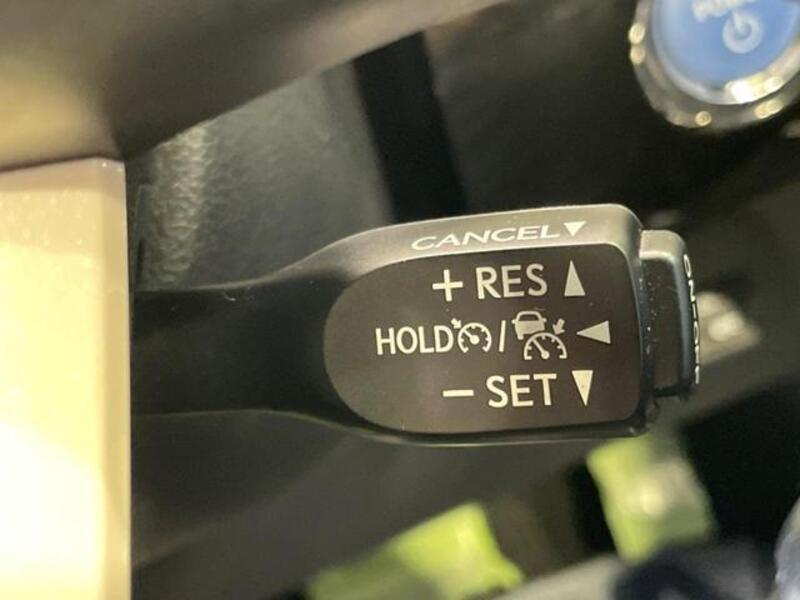 CANCEL▼
+ RES ▲
HOLD / ◀
− SET ▼